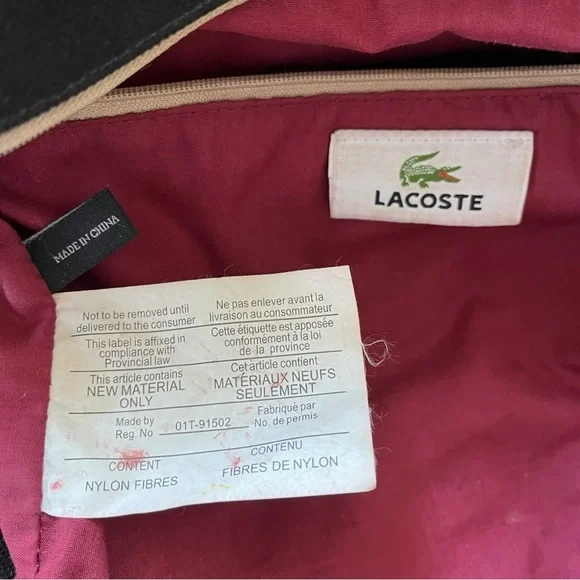 LACOSTE
MADE IN CHINA
Not to be removed until
delivered to the consumer
Ne pas enlever avant la
livraison au consommateur
This label is affixed in
compliance with
Provincial law
Cette étiquette est apposée
conformément à la loi
de la province
This article contains
NEW MATERIAL
ONLY
Cet article contient
MATÉRIAUX NEUFS
SEULEMENT
Made by
Reg. No
01T-91502
Fabriqué par
No. de permis
CONTENT
NYLON FIBRES
CONTENU
FIBRES DE NYLON